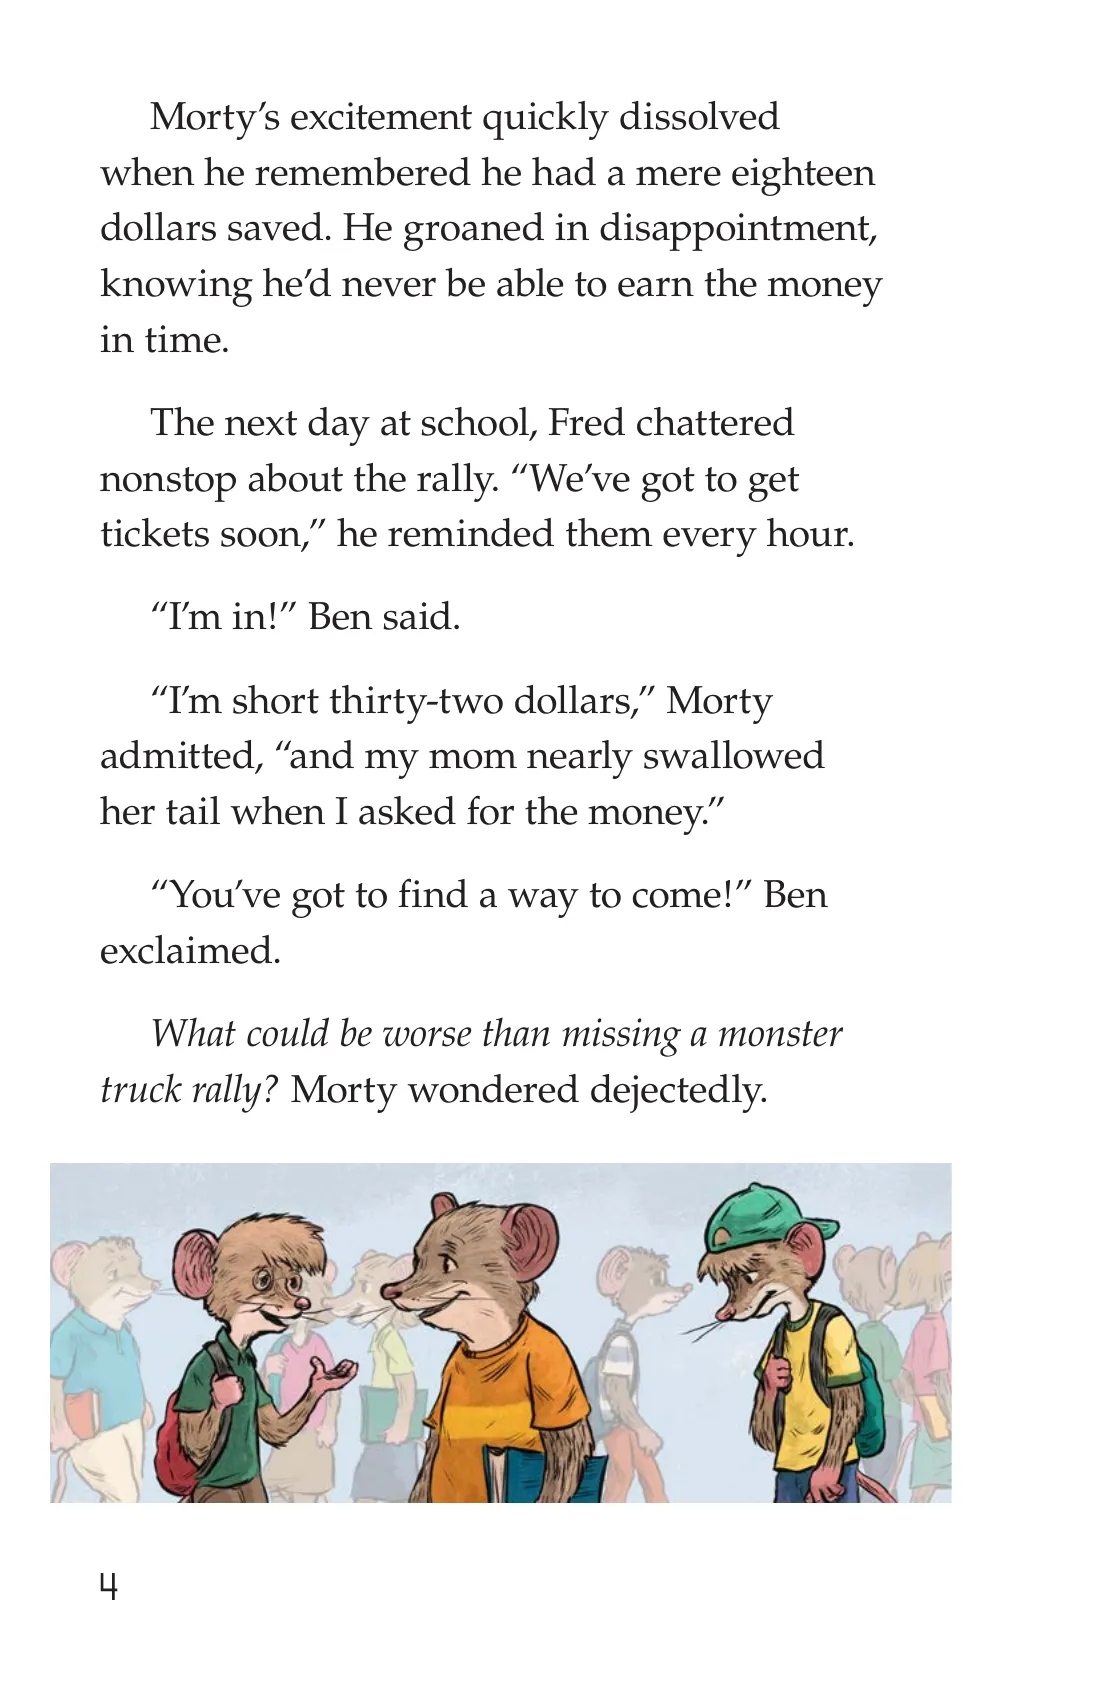 Morty’s excitement quickly dissolved
when he remembered he had a mere eighteen
dollars saved. He groaned in disappointment,
knowing he’d never be able to earn the money
in time.
The next day at school, Fred chattered
nonstop about the rally. “We’ve got to get
tickets soon,” he reminded them every hour.
“I’m in!” Ben said.
“I’m short thirty-two dollars,” Morty
admitted, “and my mom nearly swallowed
her tail when I asked for the money.”
“You’ve got to find a way to come!” Ben
exclaimed.
What could be worse than missing a monster
truck rally? Morty wondered dejectedly.
4